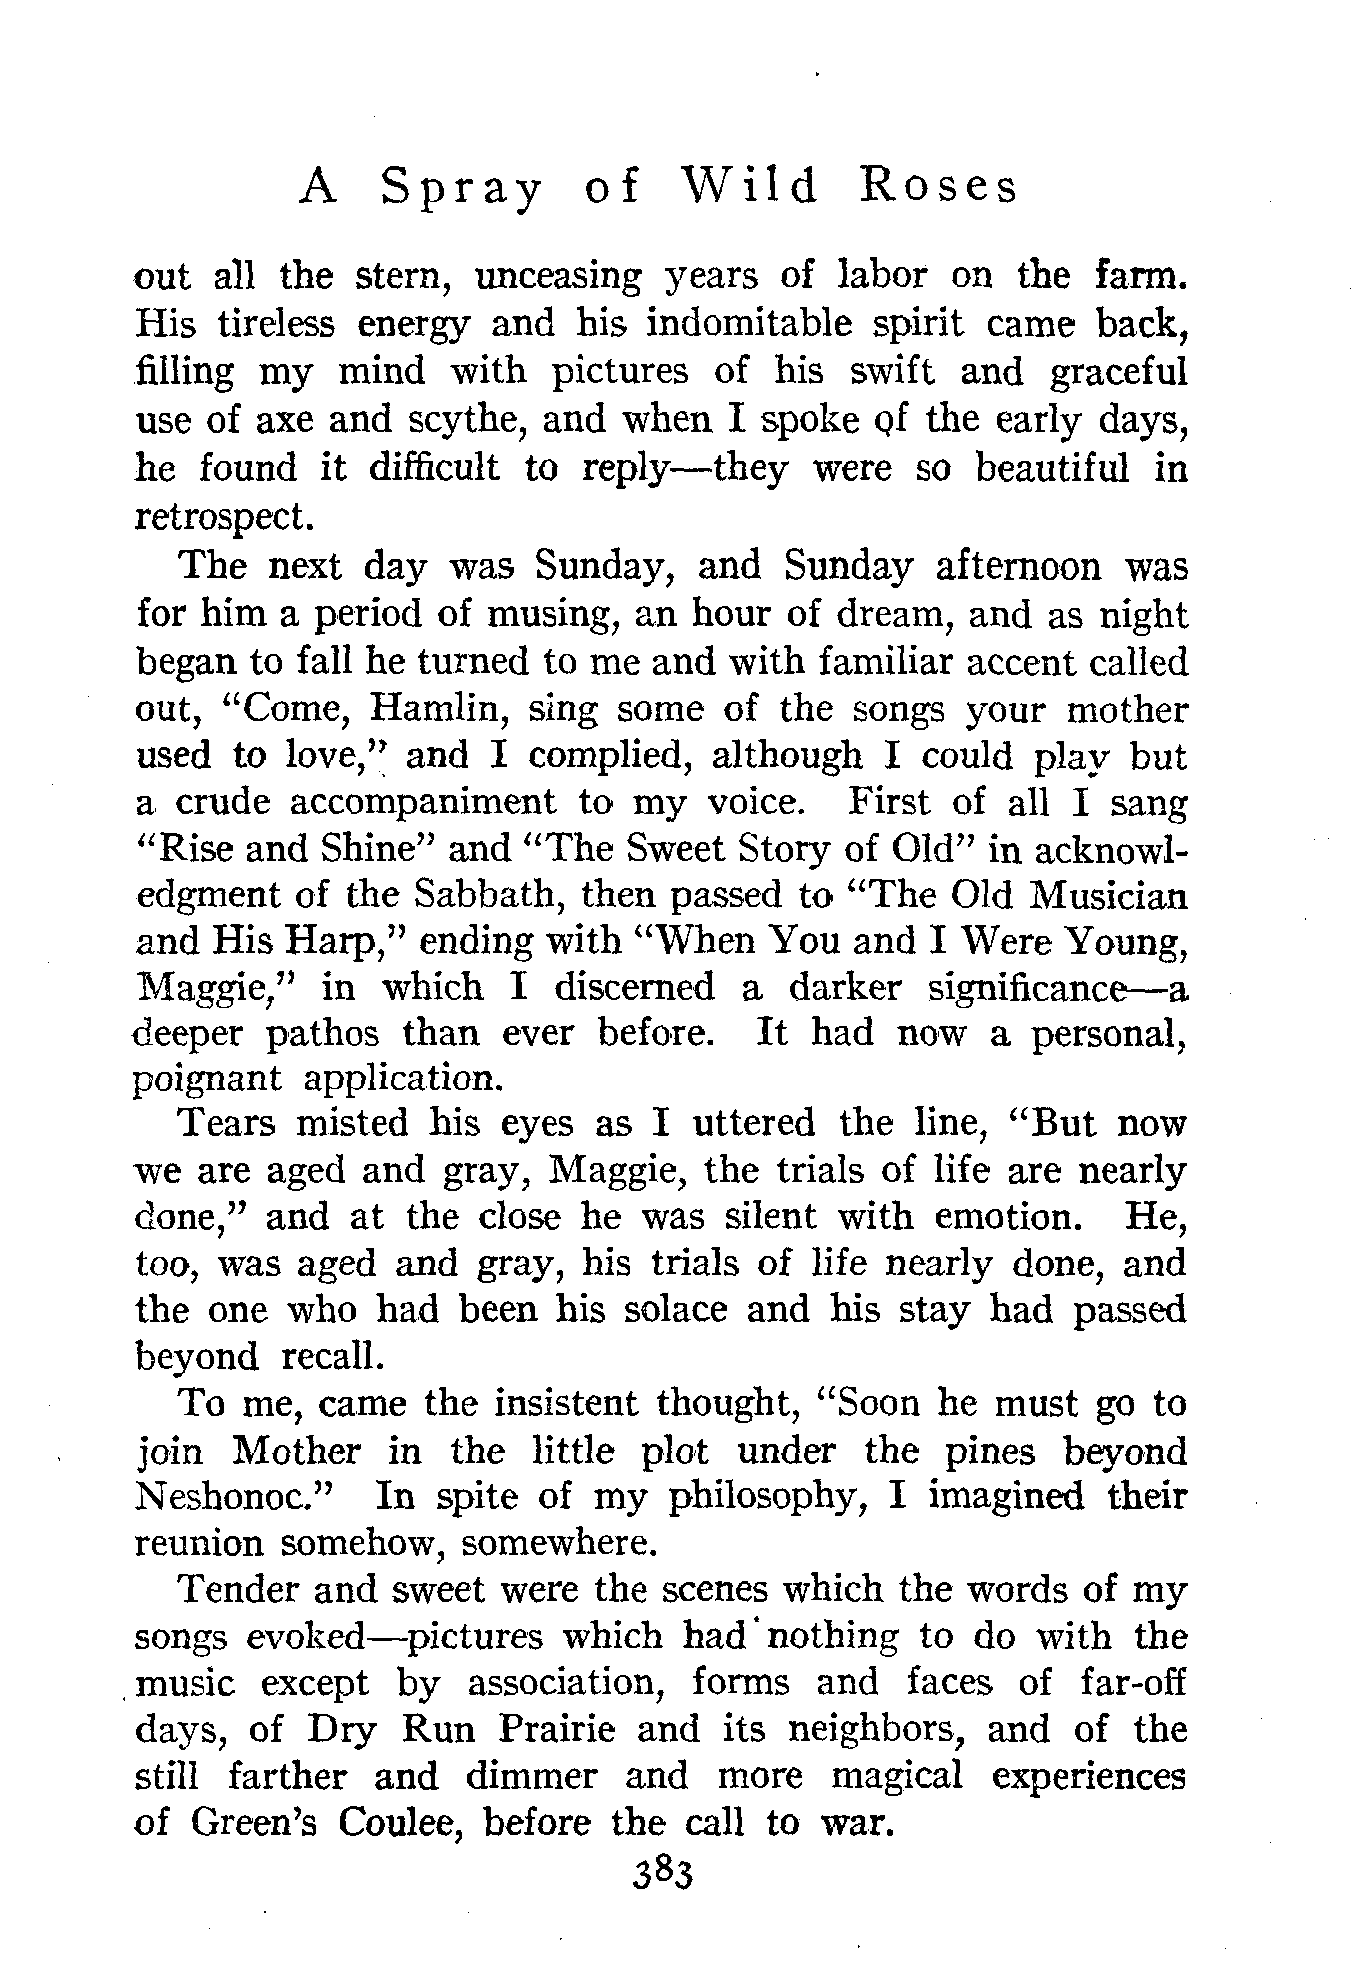 A Spray of Wild Roses
out all the stern, unceasing years of labor on the farm.
His tireless energy and his indomitable spirit came back,
filling my mind with pictures of his swift and graceful
use of axe and scythe, and when I spoke of the early days,
he found it difficult to reply—they were so beautiful in
retrospect.
The next day was Sunday, and Sunday afternoon was
for him a period of musing, an hour of dream, and as night
began to fall he turned to me and with familiar accent called
out, “Come, Hamlin, sing some of the songs your mother
used to love,” and I complied, although I could play but
a crude accompaniment to my voice. First of all I sang
“Rise and Shine” and “The Sweet Story of Old” in acknowl-
edgment of the Sabbath, then passed to “The Old Musician
and His Harp,” ending with “When You and I Were Young,
Maggie,” in which I discerned a darker significance—a
deeper pathos than ever before. It had now a personal,
poignant application.
Tears misted his eyes as I uttered the line, “But now
we are aged and gray, Maggie, the trials of life are nearly
done,” and at the close he was silent with emotion. He,
too, was aged and gray, his trials of life nearly done, and
the one who had been his solace and his stay had passed
beyond recall.
To me, came the insistent thought, “Soon he must go to
join Mother in the little plot under the pines beyond
Neshonoc.” In spite of my philosophy, I imagined their
reunion somehow, somewhere.
Tender and sweet were the scenes which the words of my
songs evoked—pictures which had nothing to do with the
music except by association, forms and faces of far-off
days, of Dry Run Prairie and its neighbors, and of the
still farther and dimmer and more magical experiences
of Green’s Coulee, before the call to war.
383